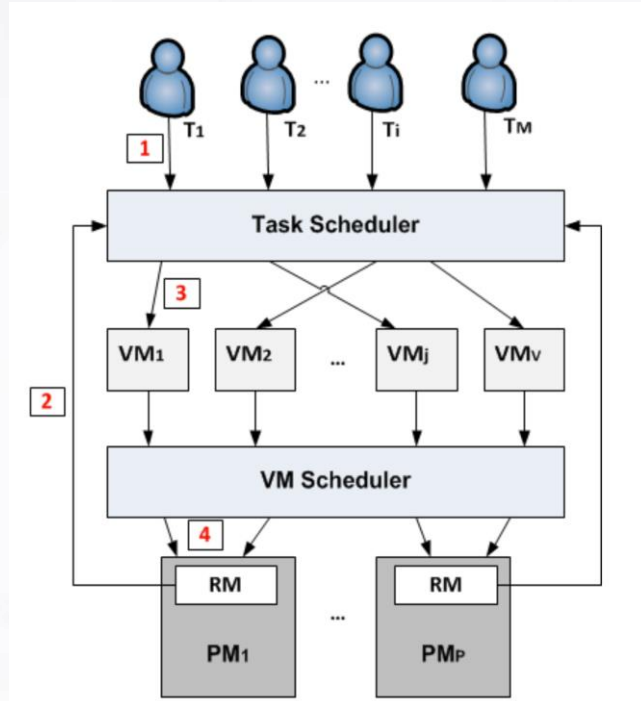 ...
T1 T2 Ti TM
1
Task Scheduler
3
VM1 VM2 ... VMj VMV
2
VM Scheduler
4
RM RM
...
PM1 PMP